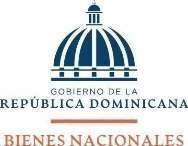 GOBIERNO DE LA
REPÚBLICA DOMINICANA
BIENES NACIONALES